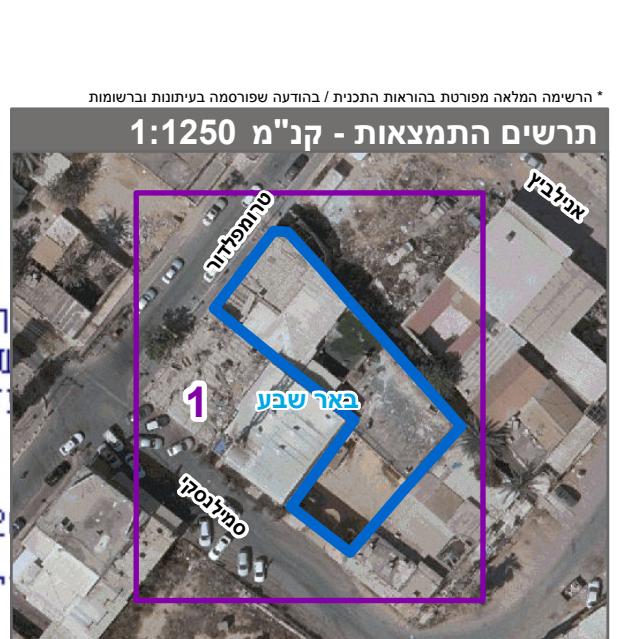 * הרשימה המלאה מפורטת בהוראות התכנית / בהודעה שפורסמה בעיתונות וברשומות
תרשים התמצאות - קנ"מ 1:1250
אנילביץ
טרומפלדור
1
באר שבע
סמילנסקי